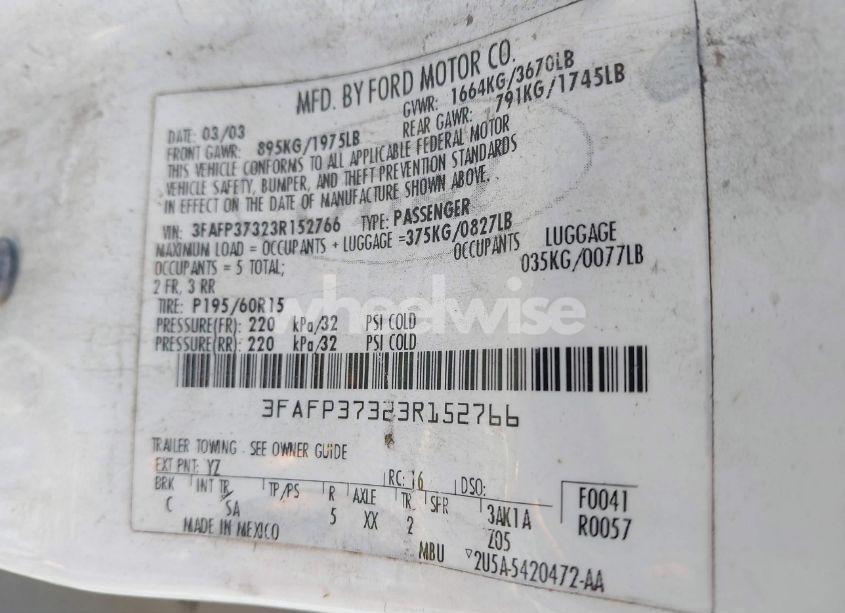 MFD. BY FORD MOTOR CO.
DATE: 03/03 GVWR: 1664KG/3670LB
FRONT GAWR: 895KG/1975LB REAR GAWR: 791KG/1745LB
THIS VEHICLE CONFORMS TO ALL APPLICABLE FEDERAL MOTOR
VEHICLE SAFETY, BUMPER, AND THEFT PREVENTION STANDARDS
IN EFFECT ON THE DATE OF MANUFACTURE SHOWN ABOVE.
VIN: 3FAFP37323R152766 TYPE: PASSENGER
MAXIMUM LOAD = OCCUPANTS + LUGGAGE =375KG/0827LB
OCCUPANTS = 5 TOTAL; OCCUPANTS LUGGAGE
2 FR, 3 RR 035KG/0077LB
TIRE: P195/60R15
wheelwise
PRESSURE(FR): 220 kPa/32 PSI COLD
PRESSURE(RR): 220 kPa/32 PSI COLD
3FAFP37323R152766
TRAILER TOWING - SEE OWNER GUIDE
EXT PNT: YZ RC: 16 DSO:
BRK INT TR TP/PS R AXLE TR SFR F0041
C SA 5 XX 2 3AK1A R0057
MADE IN MEXICO Z05
MBU ▽2U5A-5420472-AA